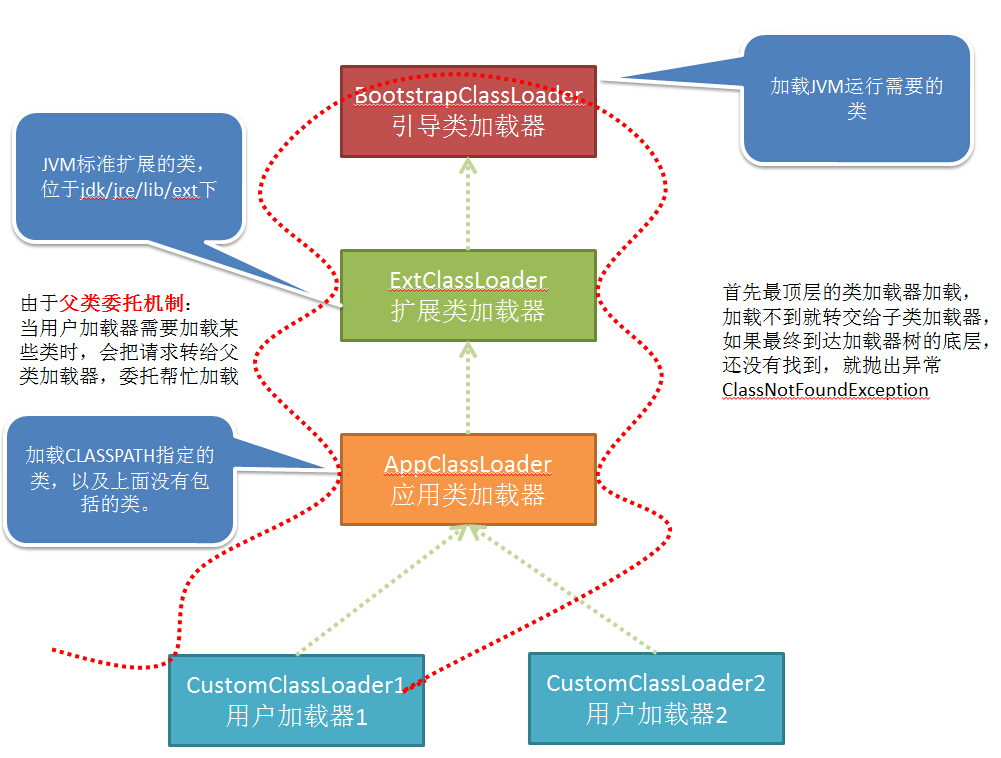 BootstrapClassLoader
引导类加载器
加载JVM运行需要的
类
JVM标准扩展的类，
位于jdk/jre/lib/ext下
ExtClassLoader
扩展类加载器
由于父类委托机制：
当用户加载器需要加载某
些类时，会把请求转给父
类加载器，委托帮忙加载
首先最顶层的类加载器加载，
加载不到就转交给子类加载器，
如果最终到达加载器树的底层，
还没有找到，就抛出异常
ClassNotFoundException
加载CLASSPATH指定的
类，以及上面没有包
括的类。
AppClassLoader
应用类加载器
CustomClassLoader1
用户加载器1
CustomClassLoader2
用户加载器2